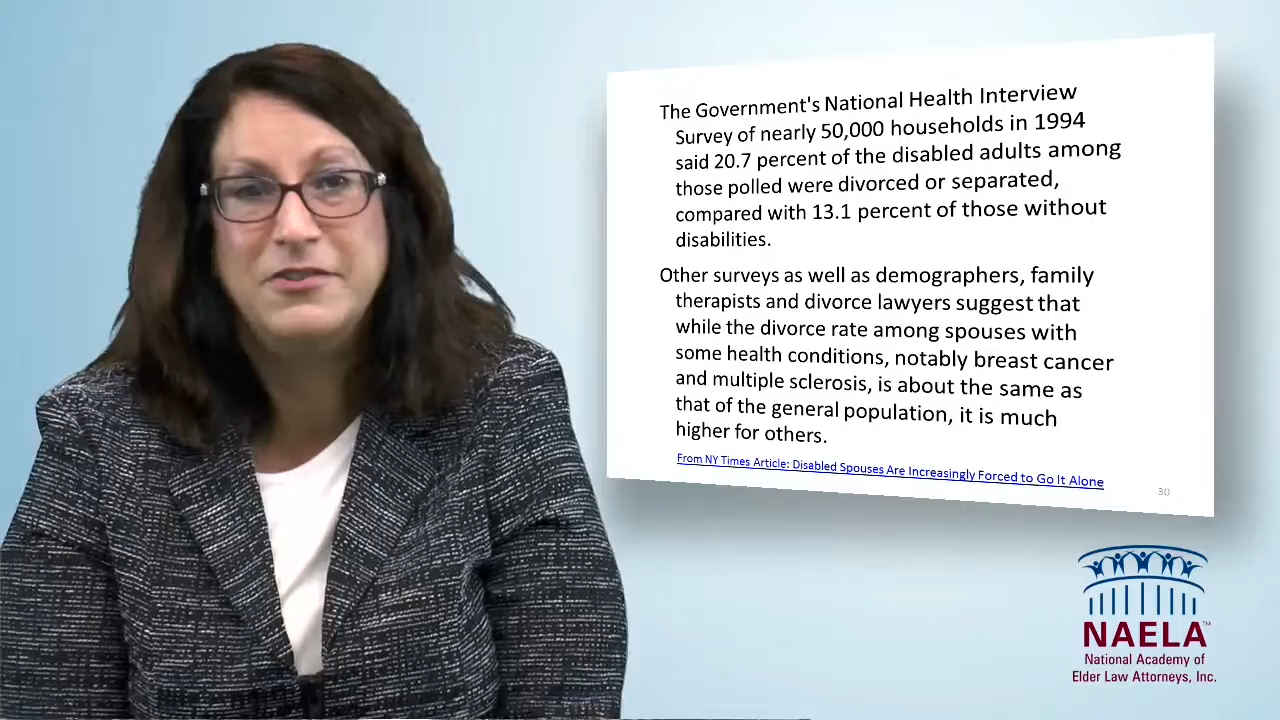 The Government's National Health Interview
Survey of nearly 50,000 households in 1994
said 20.7 percent of the disabled adults among
those polled were divorced or separated,
compared with 13.1 percent of those without
disabilities.
Other surveys as well as demographers, family
therapists and divorce lawyers suggest that
while the divorce rate among spouses with
some health conditions, notably breast cancer
and multiple sclerosis, is about the same as
that of the general population, it is much
higher for others.
From NY Times Article: Disabled Spouses Are Increasingly Forced to Go It Alone
30
NAELA™
National Academy of
Elder Law Attorneys, Inc.